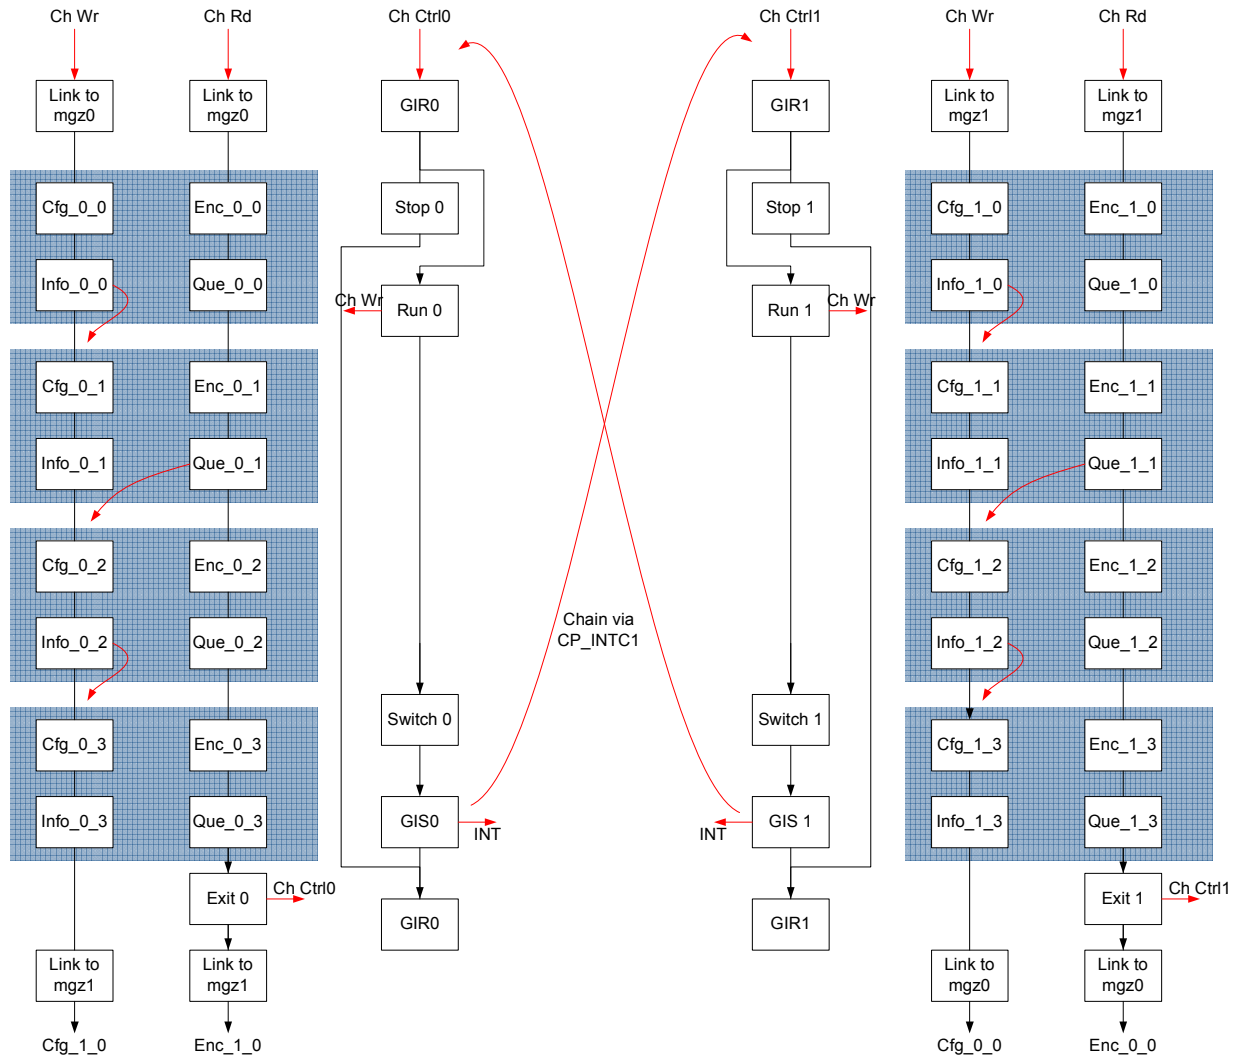 Ch Wr
Ch Rd
Ch Ctrl0
Ch Ctrl1
Ch Wr
Ch Rd
Link to
mgz0
Link to
mgz0
GIR0
GIR1
Link to
mgz1
Link to
mgz1
Cfg_0_0
Enc_0_0
Stop 0
Stop 1
Cfg_1_0
Enc_1_0
Info_0_0
Que_0_0
Ch Wr
Run 0
Run 1
Ch Wr
Info_1_0
Que_1_0
Cfg_0_1
Enc_0_1
Cfg_1_1
Enc_1_1
Info_0_1
Que_0_1
Info_1_1
Que_1_1
Cfg_0_2
Enc_0_2
Cfg_1_2
Enc_1_2
Chain via
CP_INTC1
Info_0_2
Que_0_2
Info_1_2
Que_1_2
Switch 0
Switch 1
Cfg_0_3
Enc_0_3
Cfg_1_3
Enc_1_3
Info_0_3
Que_0_3
GIS0
INT
INT
GIS 1
Info_1_3
Que_1_3
Exit 0
Ch Ctrl0
GIR0
GIR1
Exit 1
Ch Ctrl1
Link to
mgz1
Link to
mgz1
Link to
mgz0
Link to
mgz0
Cfg_1_0
Enc_1_0
Cfg_0_0
Enc_0_0